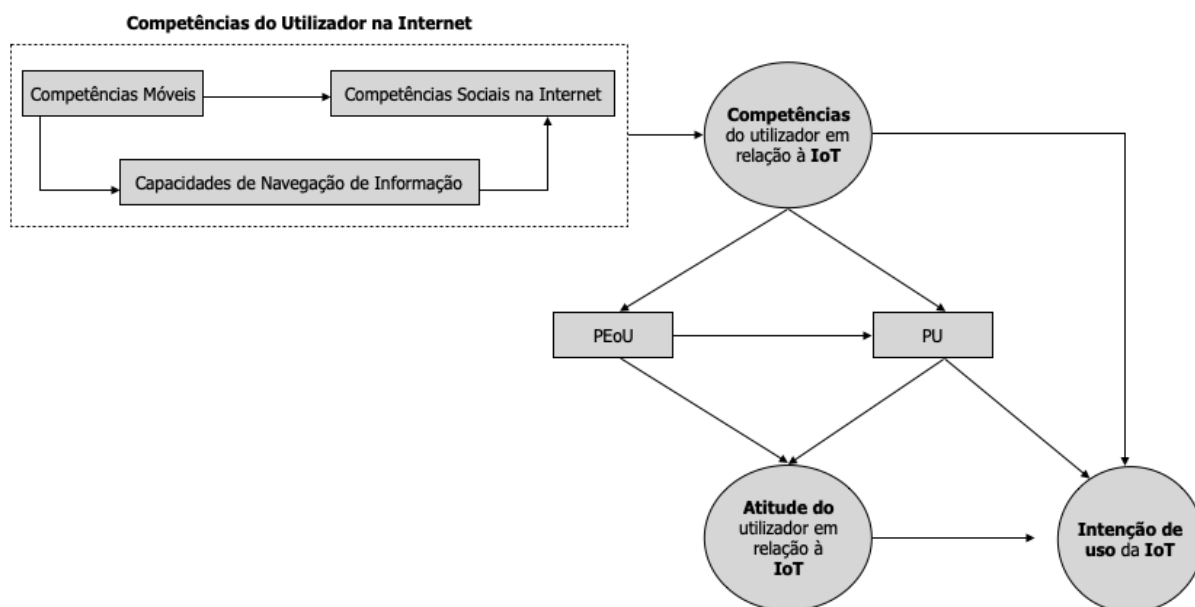 Competências do Utilizador na Internet
Competências Móveis
Competências Sociais na Internet
Capacidades de Navegação de Informação
Competências
do utilizador em
relação à IoT
PEoU
PU
Atitude do
utilizador em
relação à
IoT
Intenção de
uso da IoT